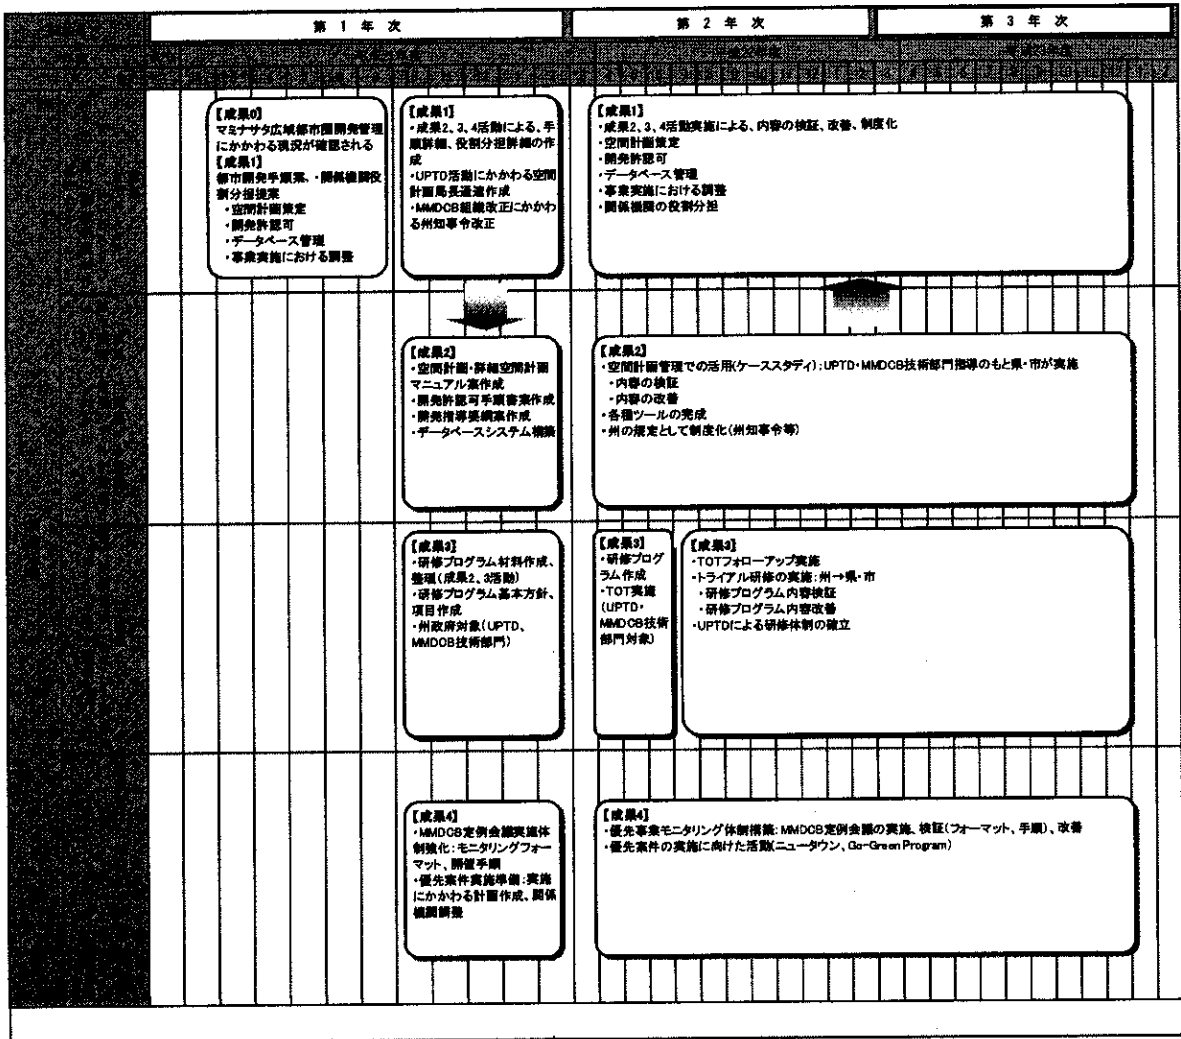 第 1 年 次
第 2 年 次
第 3 年 次
【成果0】
マミナサタ広域都市圏開発管理
にかかわる現況が確認される
【成果1】
都市開発手順案、・関係機関役
割分担提案
・空間計画策定
・開発許認可
・データベース管理
・事業実施における調整
【成果1】
・成果2、3、4活動による、手
順詳細、役割分担詳細の作
成
・UPTD活動にかかわる空間
計画局長通達作成
・MMDCB組織改正にかかわ
る州知事令改正
【成果1】
・成果2、3、4活動実施による、内容の検証、改善、制度化
・空間計画策定
・開発許認可
・データベース管理
・事業実施における調整
・関係機関の役割分担
【成果2】
・空間計画・詳細空間計画
マニュアル案作成
・開発許認可手順書案作成
・開発指導要綱案作成
・データベースシステム構築
【成果2】
・空間計画管理での活用(ケーススタディ):UPTD・MMDCB技術部門指導のもと県・市が実施
・内容の検証
・内容の改善
・各種ツールの完成
・州の規定として制度化(州知事令等)
【成果3】
・研修プログラム材料作成、
整理(成果2、3活動)
・研修プログラム基本方針、
項目作成
・州政府対象(UPTD、
MMDCB技術部門)
【成果3】
・研修プログ
ラム作成
・TOT実施
(UPTD・
MMDCB技術
部門対象)
【成果3】
・TOTフォローアップ実施
・トライアル研修の実施:州→県・市
・研修プログラム内容検証
・研修プログラム内容改善
・UPTDによる研修体制の確立
【成果4】
・MMDCB定例会議実施体
制強化:モニタリングフォー
マット、開催手順
・優先案件実施準備:実施
にかかわる計画作成、関係
機関調整
【成果4】
・優先事業モニタリング体制構築:MMDCB定例会議の実施、検証(フォーマット、手順)、改善
・優先案件の実施に向けた活動(ニュータウン、Go-Green Program)